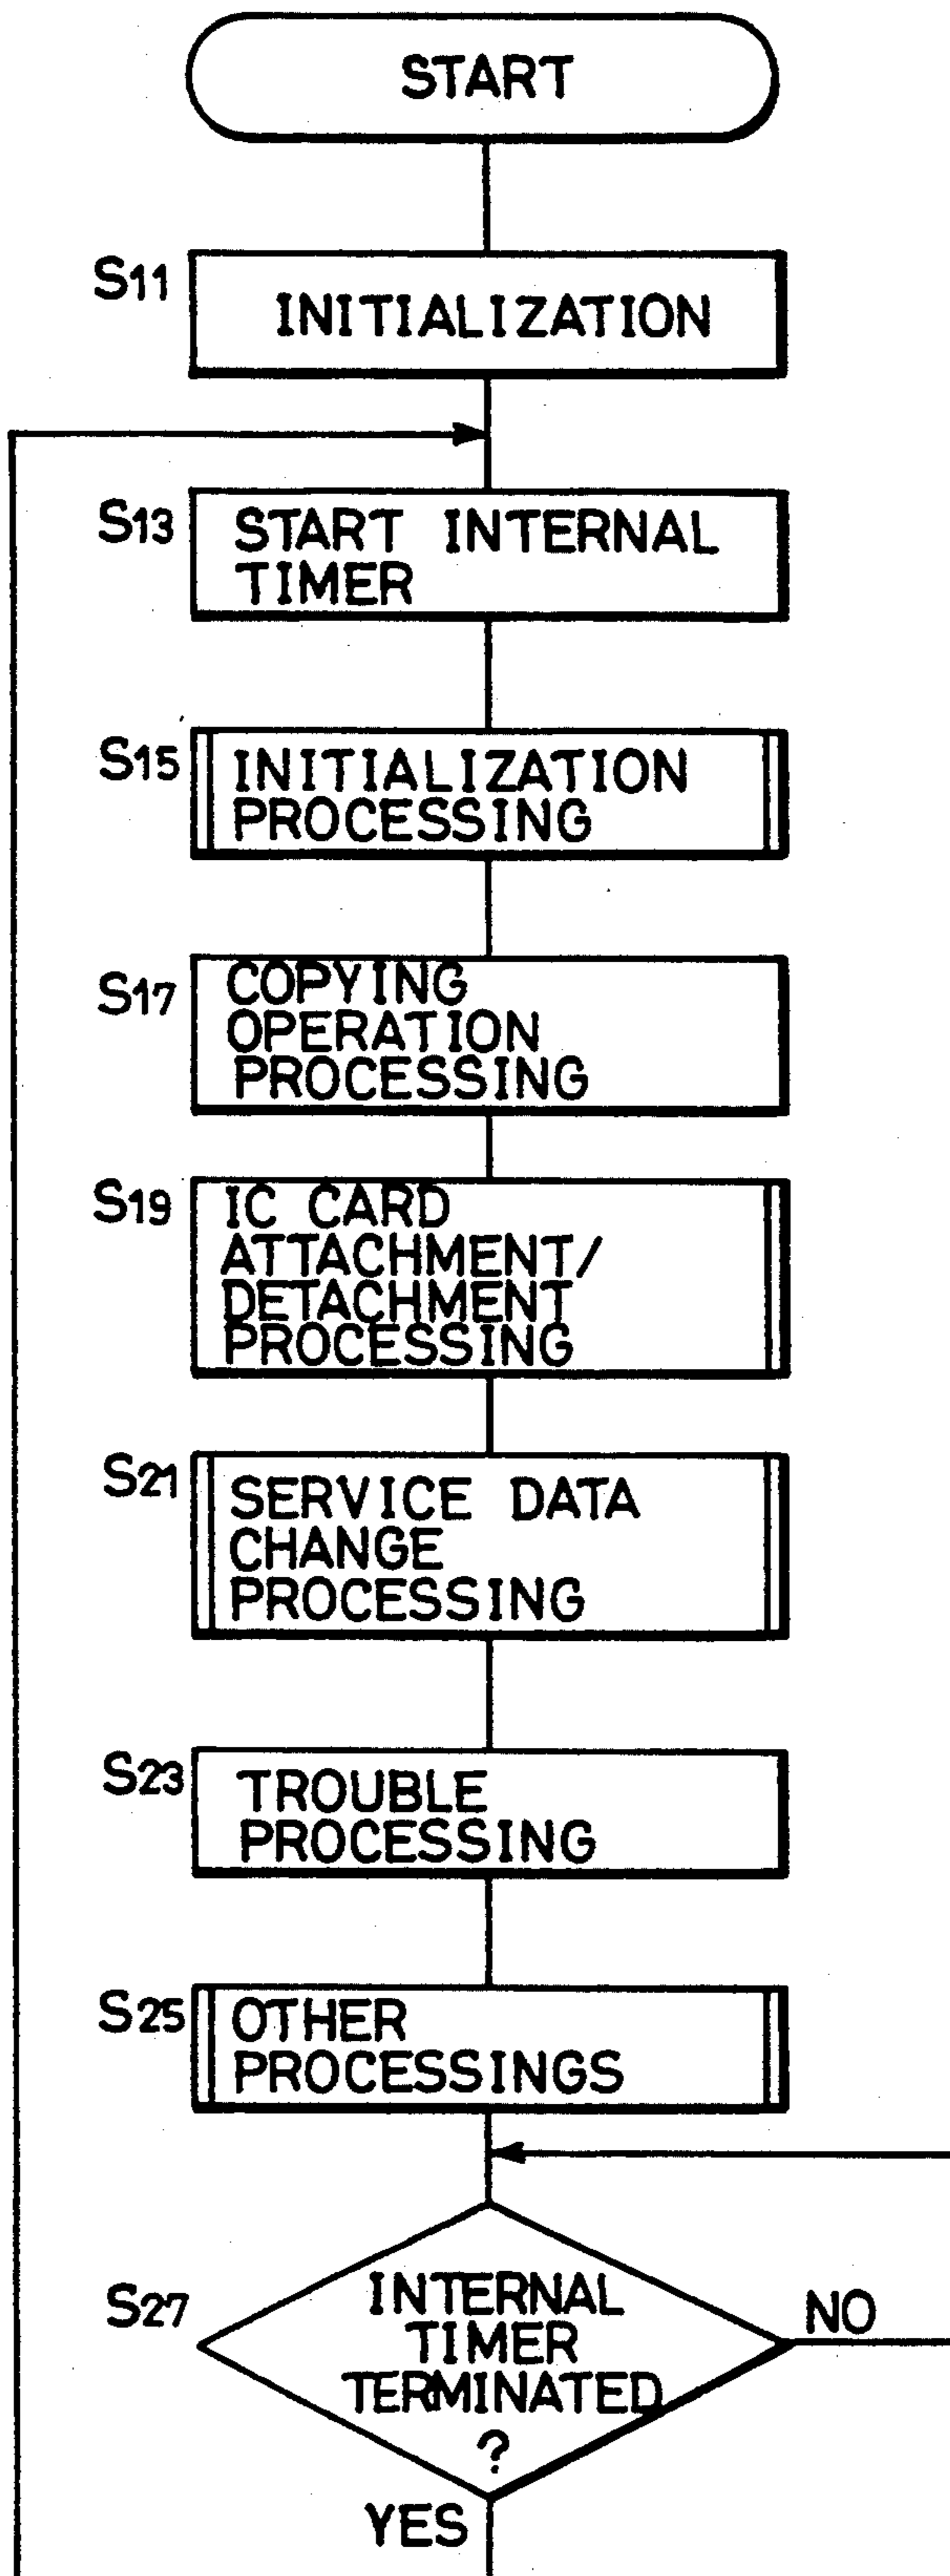 START
S11
INITIALIZATION
S13
START INTERNAL
TIMER
S15
INITIALIZATION
PROCESSING
S17
COPYING
OPERATION
PROCESSING
S19
IC CARD
ATTACHMENT/
DETACHMENT
PROCESSING
S21
SERVICE DATA
CHANGE
PROCESSING
S23
TROUBLE
PROCESSING
S25
OTHER
PROCESSINGS
S27
INTERNAL
TIMER
TERMINATED
?
NO
YES